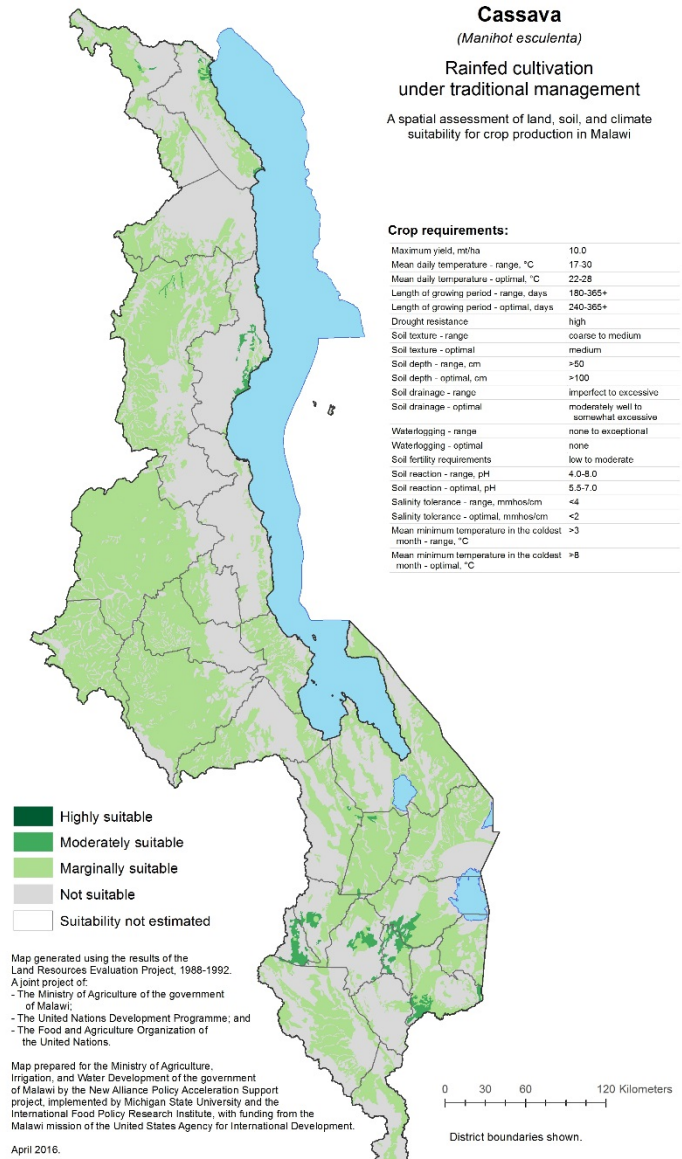 Cassava
(Manihot esculenta)
Rainfed cultivation
under traditional management
A spatial assessment of land, soil, and climate
suitability for crop production in Malawi
Crop requirements:
Maximum yield, mt/ha 10.0
Mean daily temperature - range, °C 17-30
Mean daily temperature - optimal, °C 22-28
Length of growing period - range, days 180-365+
Length of growing period - optimal, days 240-365+
Drought resistance high
Soil texture - range coarse to medium
Soil texture - optimal medium
Soil depth - range, cm >50
Soil depth - optimal, cm >100
Soil drainage - range imperfect to excessive
Soil drainage - optimal moderately well to
somewhat excessive
Waterlogging - range none to exceptional
Waterlogging - optimal none
Soil fertility requirements low to moderate
Soil reaction - range, pH 4.0-8.0
Soil reaction - optimal, pH 5.5-7.0
Salinity tolerance - range, mmhos/cm <4
Salinity tolerance - optimal, mmhos/cm <2
Mean minimum temperature in the coldest >3
month - range, °C
Mean minimum temperature in the coldest >8
month - optimal, °C
Highly suitable
Moderately suitable
Marginally suitable
Not suitable
Suitability not estimated
Map generated using the results of the
Land Resources Evaluation Project, 1988-1992.
A joint project of:
- The Ministry of Agriculture of the government
of Malawi;
- The United Nations Development Programme; and
- The Food and Agriculture Organization of
the United Nations.
Map prepared for the Ministry of Agriculture,
Irrigation, and Water Development of the government
of Malawi by the New Alliance Policy Acceleration Support
project, implemented by Michigan State University and the
International Food Policy Research Institute, with funding from the
Malawi mission of the United States Agency for International Development.
April 2016.
0 30 60 120 Kilometers
District boundaries shown.